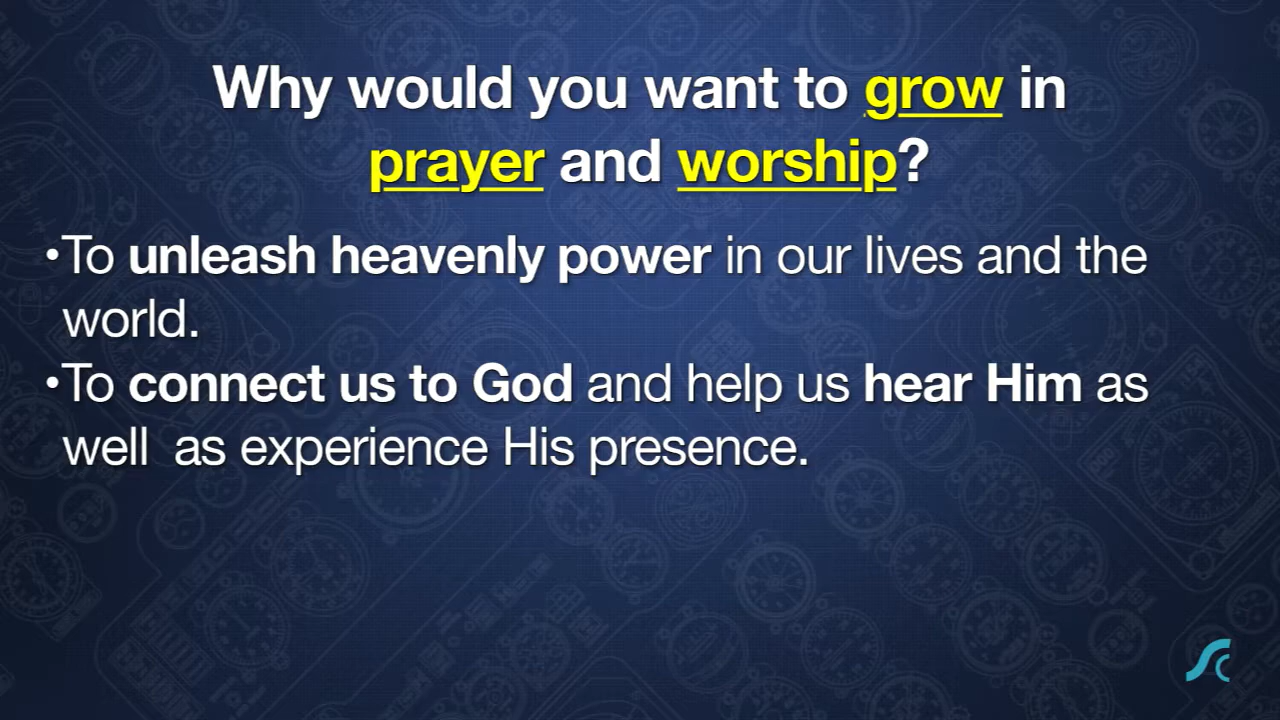 Why would you want to grow in
prayer and worship?
•To unleash heavenly power in our lives and the
world.
•To connect us to God and help us hear Him as
well  as experience His presence.